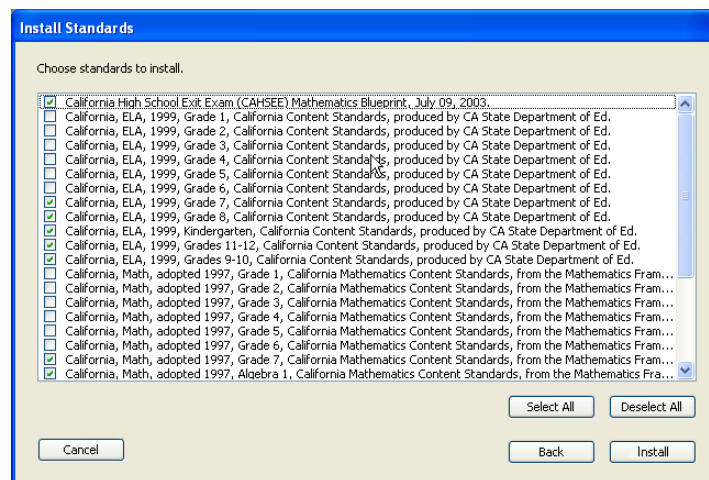 Install Standards
Choose standards to install.
California High School Exit Exam (CAHSEE) Mathematics Blueprint, July 09, 2003.
California, ELA, 1999, Grade 1, California Content Standards, produced by CA State Department of Ed.
California, ELA, 1999, Grade 2, California Content Standards, produced by CA State Department of Ed.
California, ELA, 1999, Grade 3, California Content Standards, produced by CA State Department of Ed.
California, ELA, 1999, Grade 4, California Content Standards, produced by CA State Department of Ed.
California, ELA, 1999, Grade 5, California Content Standards, produced by CA State Department of Ed.
California, ELA, 1999, Grade 6, California Content Standards, produced by CA State Department of Ed.
California, ELA, 1999, Grade 7, California Content Standards, produced by CA State Department of Ed.
California, ELA, 1999, Grade 8, California Content Standards, produced by CA State Department of Ed.
California, ELA, 1999, Kindergarten, California Content Standards, produced by CA State Department of Ed.
California, ELA, 1999, Grades 11-12, California Content Standards, produced by CA State Department of Ed.
California, ELA, 1999, Grades 9-10, California Content Standards, produced by CA State Department of Ed.
California, Math, adopted 1997, Grade 1, California Mathematics Content Standards, from the Mathematics Fram...
California, Math, adopted 1997, Grade 2, California Mathematics Content Standards, from the Mathematics Fram...
California, Math, adopted 1997, Grade 3, California Mathematics Content Standards, from the Mathematics Fram...
California, Math, adopted 1997, Grade 4, California Mathematics Content Standards, from the Mathematics Fram...
California, Math, adopted 1997, Grade 5, California Mathematics Content Standards, from the Mathematics Fram...
California, Math, adopted 1997, Grade 6, California Mathematics Content Standards, from the Mathematics Fram...
California, Math, adopted 1997, Grade 7, California Mathematics Content Standards, from the Mathematics Fram...
California, Math, adopted 1997, Algebra 1, California Mathematics Content Standards, from the Mathematics Fra...
Select All Deselect All
Cancel Back Install